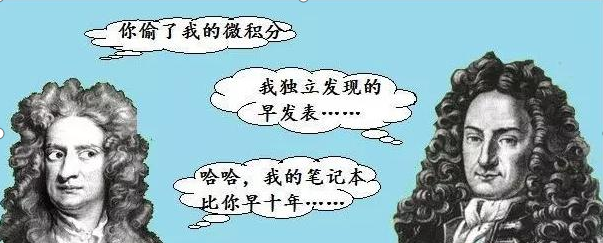 你偷了我的微积分
我独立发现的
早发表……
哈哈，我的笔记本
比你早十年……